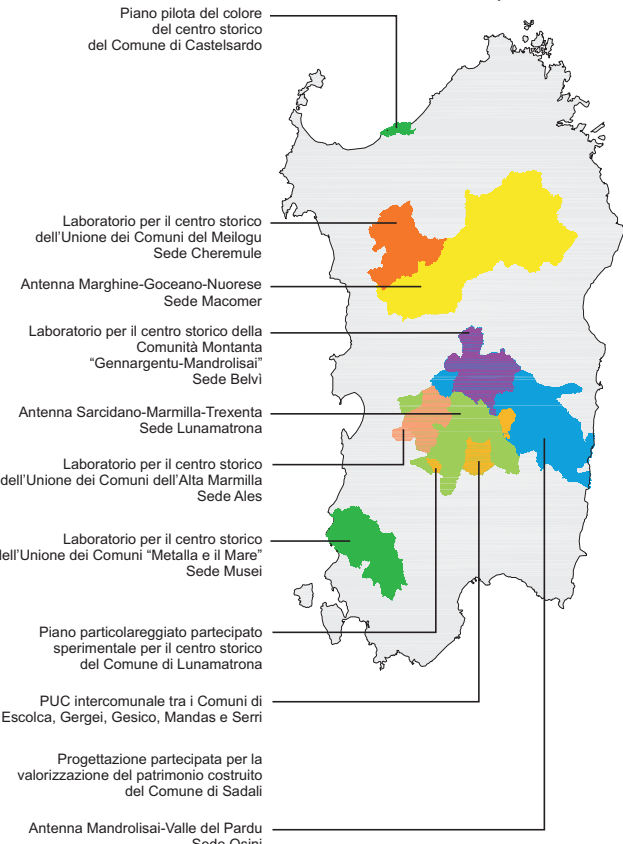 Piano pilota del colore
del centro storico
del Comune di Castelsardo
Laboratorio per il centro storico
dell'Unione dei Comuni del Meilogu
Sede Cheremule
Antenna Marghine-Goceano-Nuorese
Sede Macomer
Laboratorio per il centro storico della
Comunità Montanta
“Gennargentu-Mandrolisai”
Sede Belvì
Antenna Sarcidano-Marmilla-Trexenta
Sede Lunamatrona
Laboratorio per il centro storico
dell'Unione dei Comuni dell'Alta Marmilla
Sede Ales
Laboratorio per il centro storico
dell'Unione dei Comuni “Metalla e il Mare”
Sede Musei
Piano particolareggiato partecipato
sperimentale per il centro storico
del Comune di Lunamatrona
PUC intercomunale tra i Comuni di
Escolca, Gergei, Gesico, Mandas e Serri
Progettazione partecipata per la
valorizzazione del patrimonio costruito
del Comune di Sadali
Antenna Mandrolisai-Valle del Pardu
Sede Osini